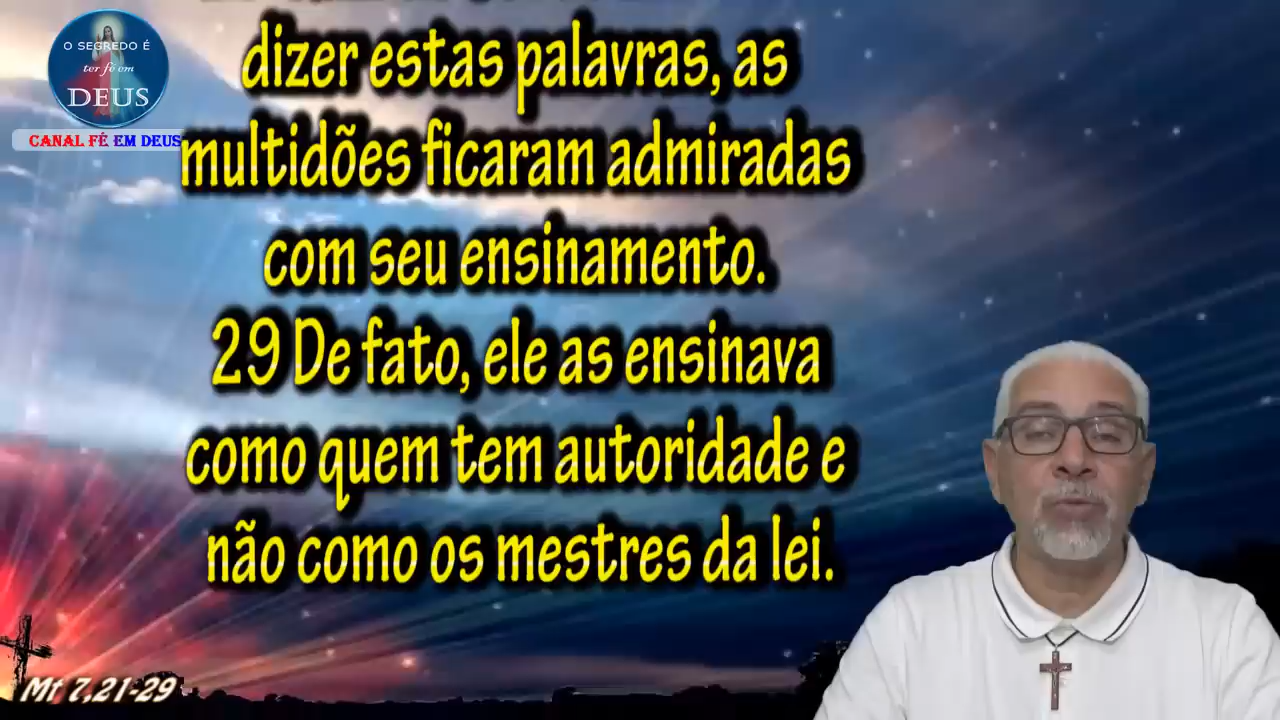 O SEGREDO É
ter fé em
DEUS
CANAL FÉ EM DEUS
dizer estas palavras, as
multidões ficaram admiradas
com seu ensinamento.
29 De fato, ele as ensinava
como quem tem autoridade e
não como os mestres da lei.
Mt 7,21-29